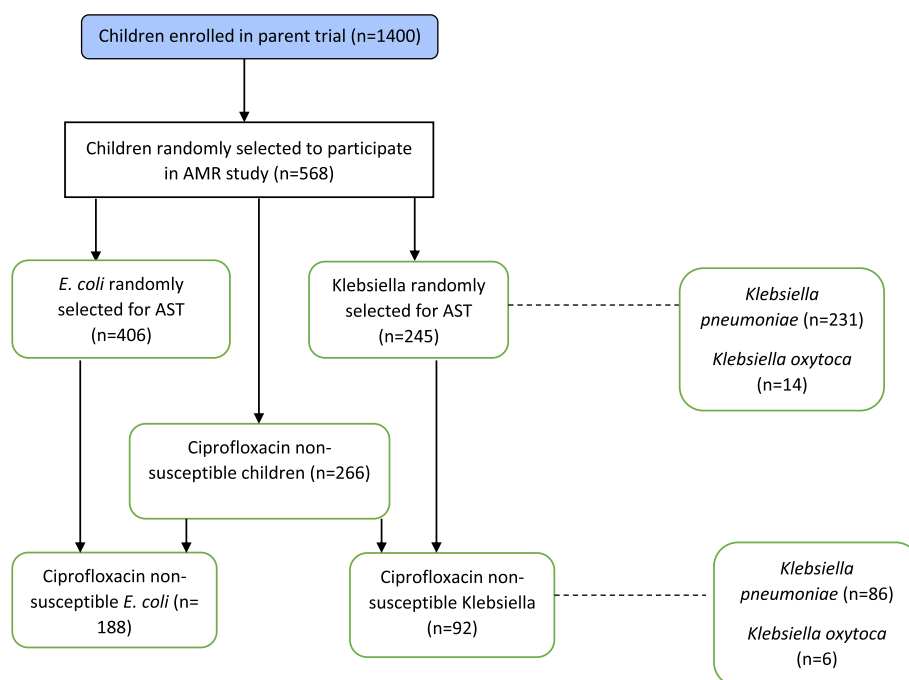 Children enrolled in parent trial (n=1400)
Children randomly selected to participate
in AMR study (n=568)
E. coli randomly
selected for AST
(n=406)
Klebsiella randomly
selected for AST
(n=245)
Klebsiella
pneumoniae (n=231)
Klebsiella oxytoca
(n=14)
Ciprofloxacin non-
susceptible children (n=266)
Ciprofloxacin non-
susceptible E. coli (n=
188)
Ciprofloxacin non-
susceptible Klebsiella
(n=92)
Klebsiella
pneumoniae (n=86)
Klebsiella oxytoca
(n=6)